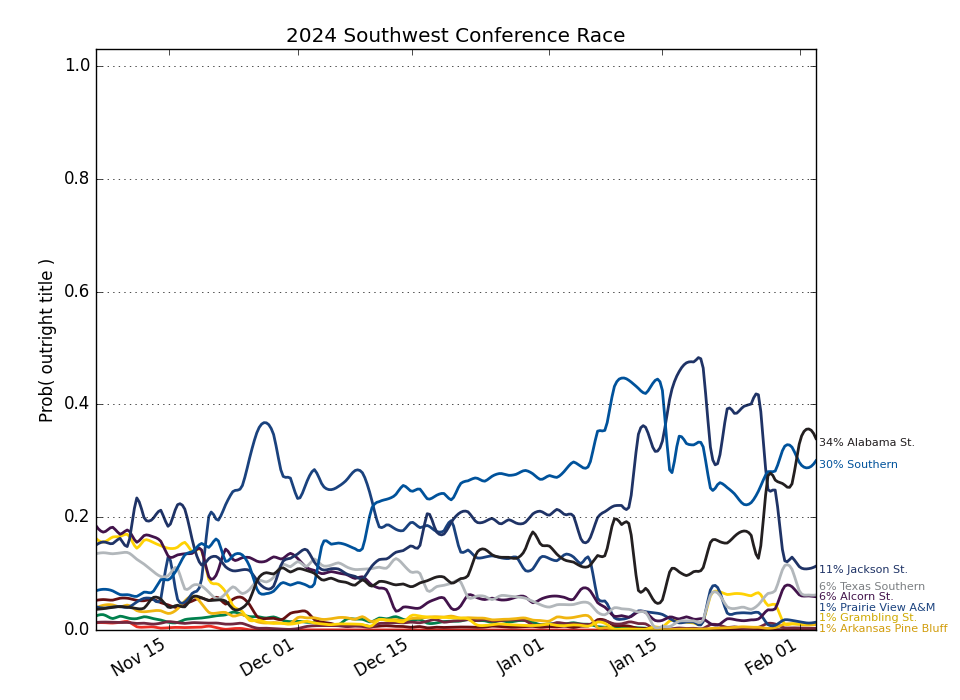 2024 Southwest Conference Race
Prob( outright title )
1.0
0.8
0.6
0.4
0.2
0.0
Nov 15
Dec 01
Dec 15
Jan 01
Jan 15
Feb 01
34% Alabama St.
30% Southern
11% Jackson St.
6% Texas Southern
6% Alcorn St.
1% Prairie View A&M
1% Grambling St.
1% Arkansas Pine Bluff